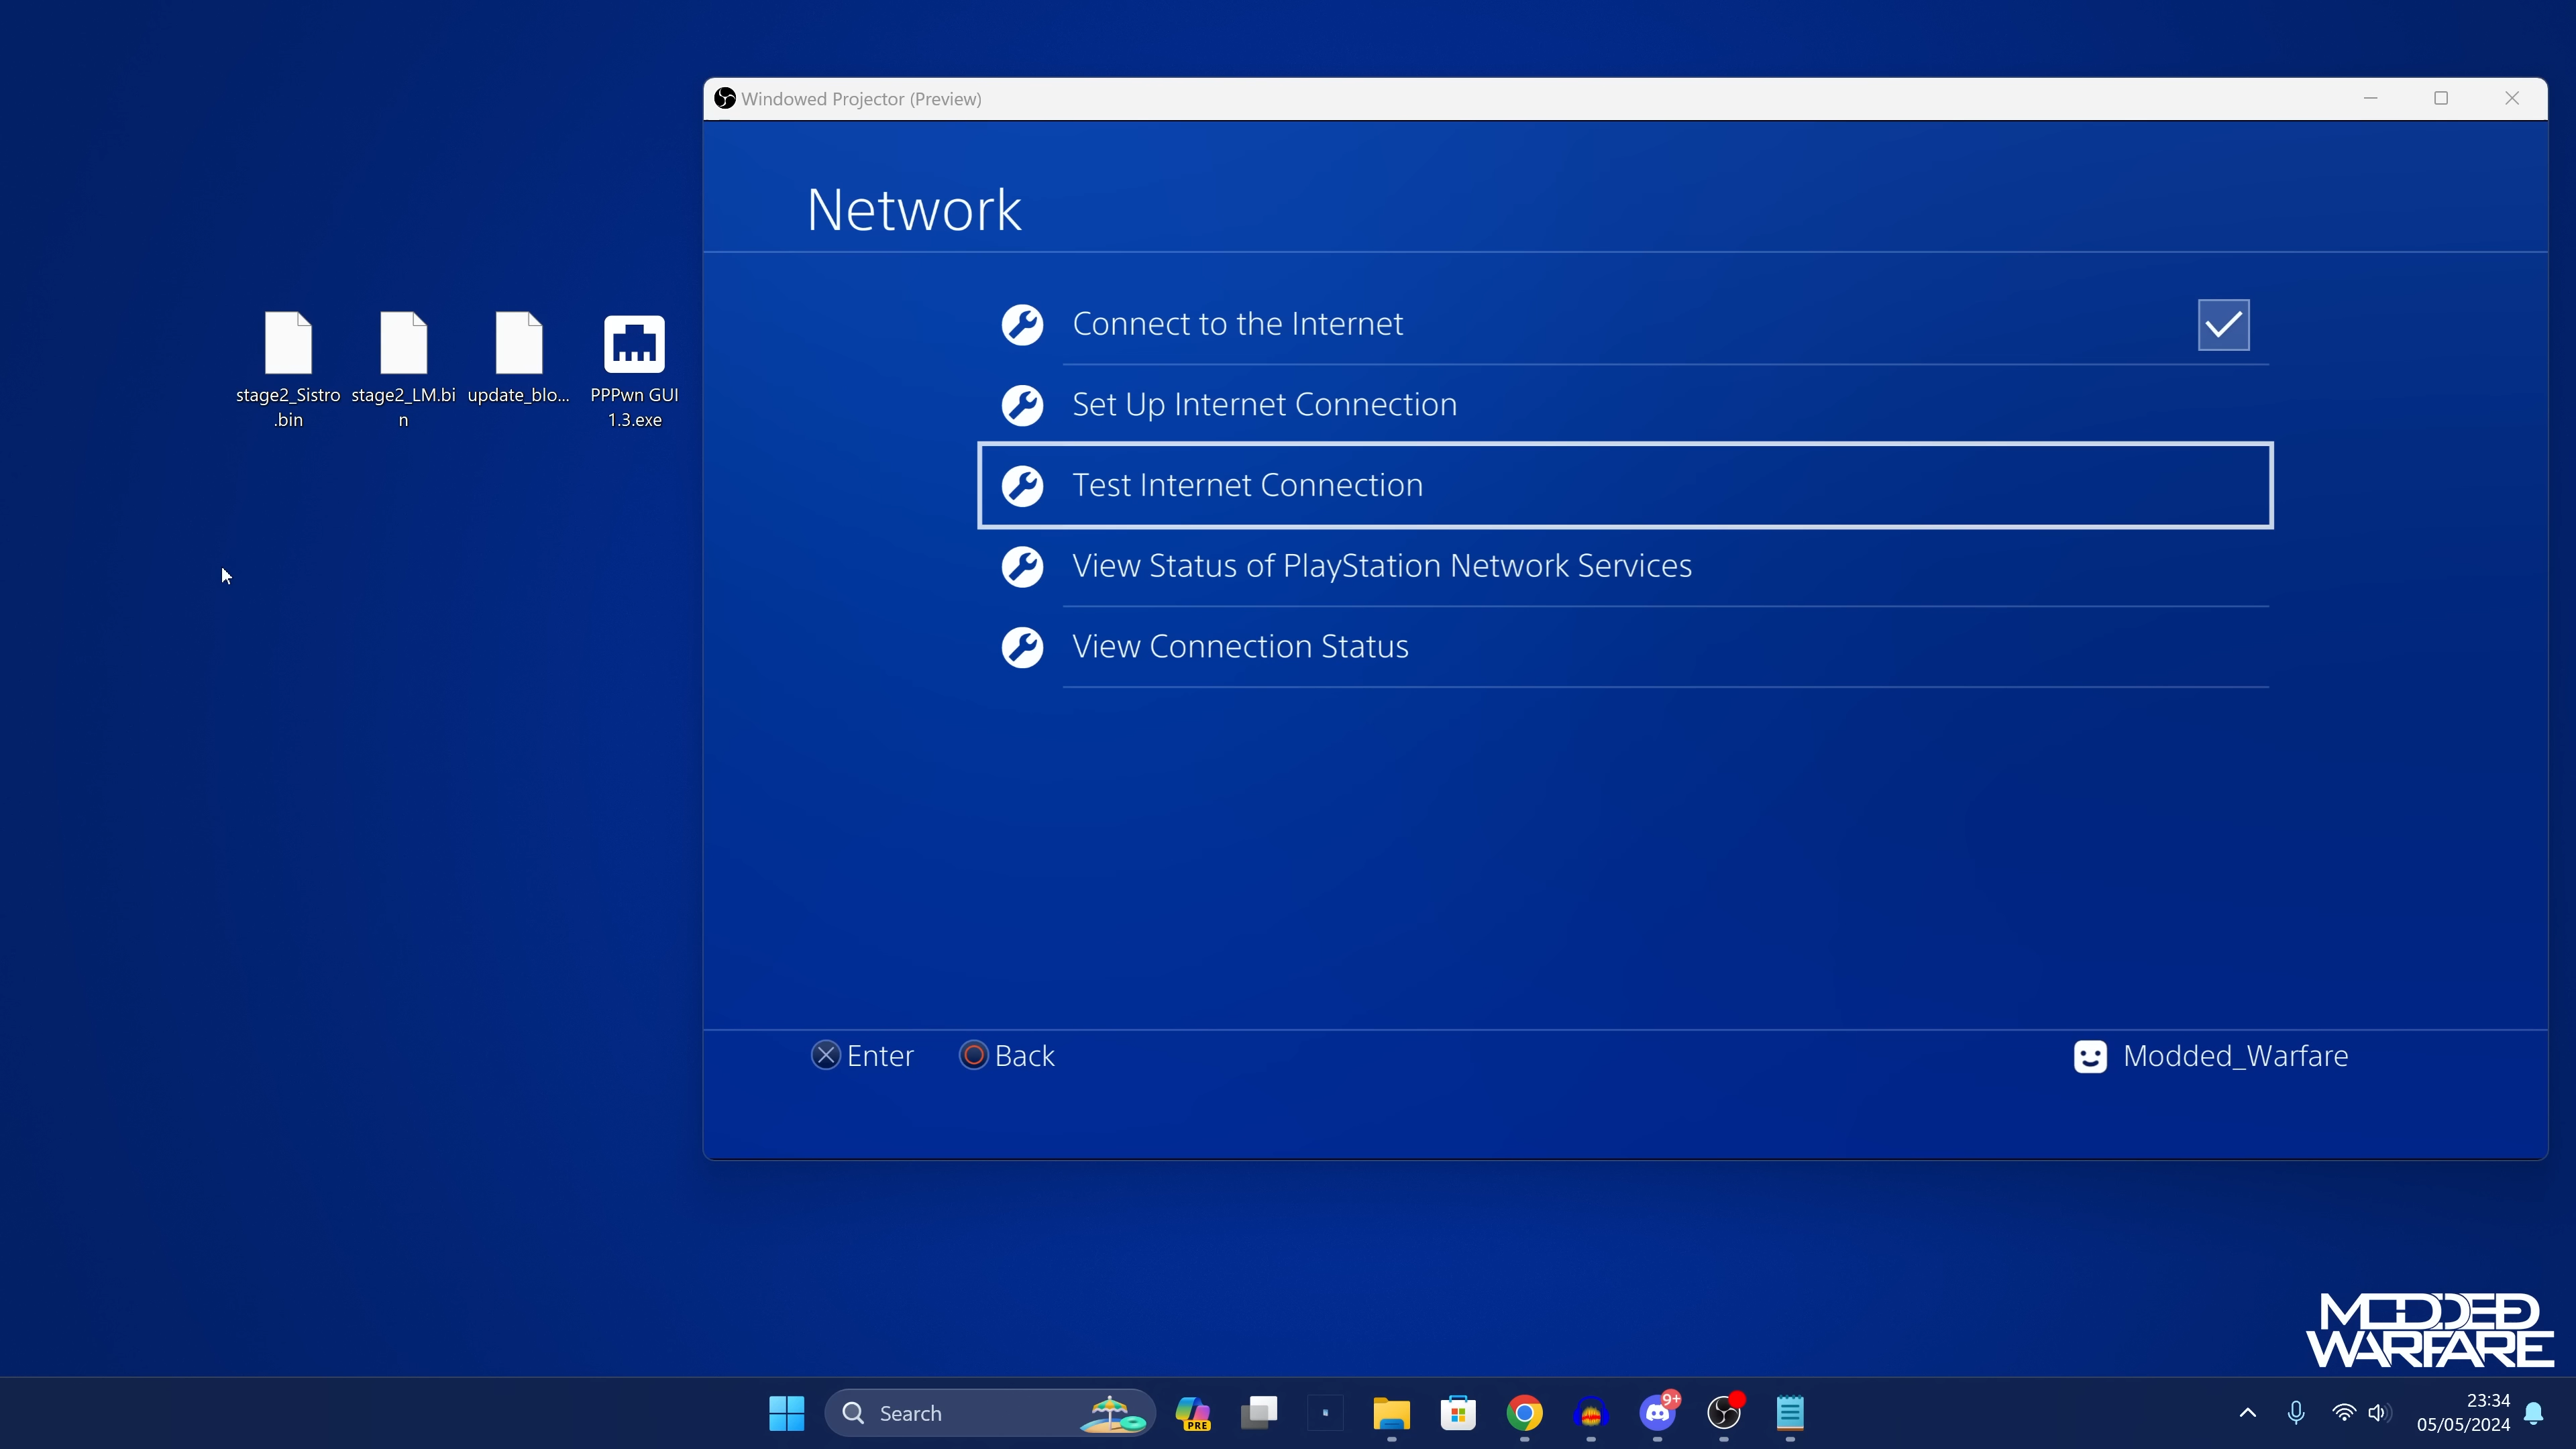 Windowed Projector (Preview)
Network
Connect to the Internet
Set Up Internet Connection
Test Internet Connection
View Status of PlayStation Network Services
View Connection Status
Enter
Back
Modded_Warfare
stage2_Sistro
.bin
stage2_LM.bi
n
update_blo...
PPPwn GUI
1.3.exe
MODDED
WARFARE
Search
PRE
9+
23:34
05/05/2024